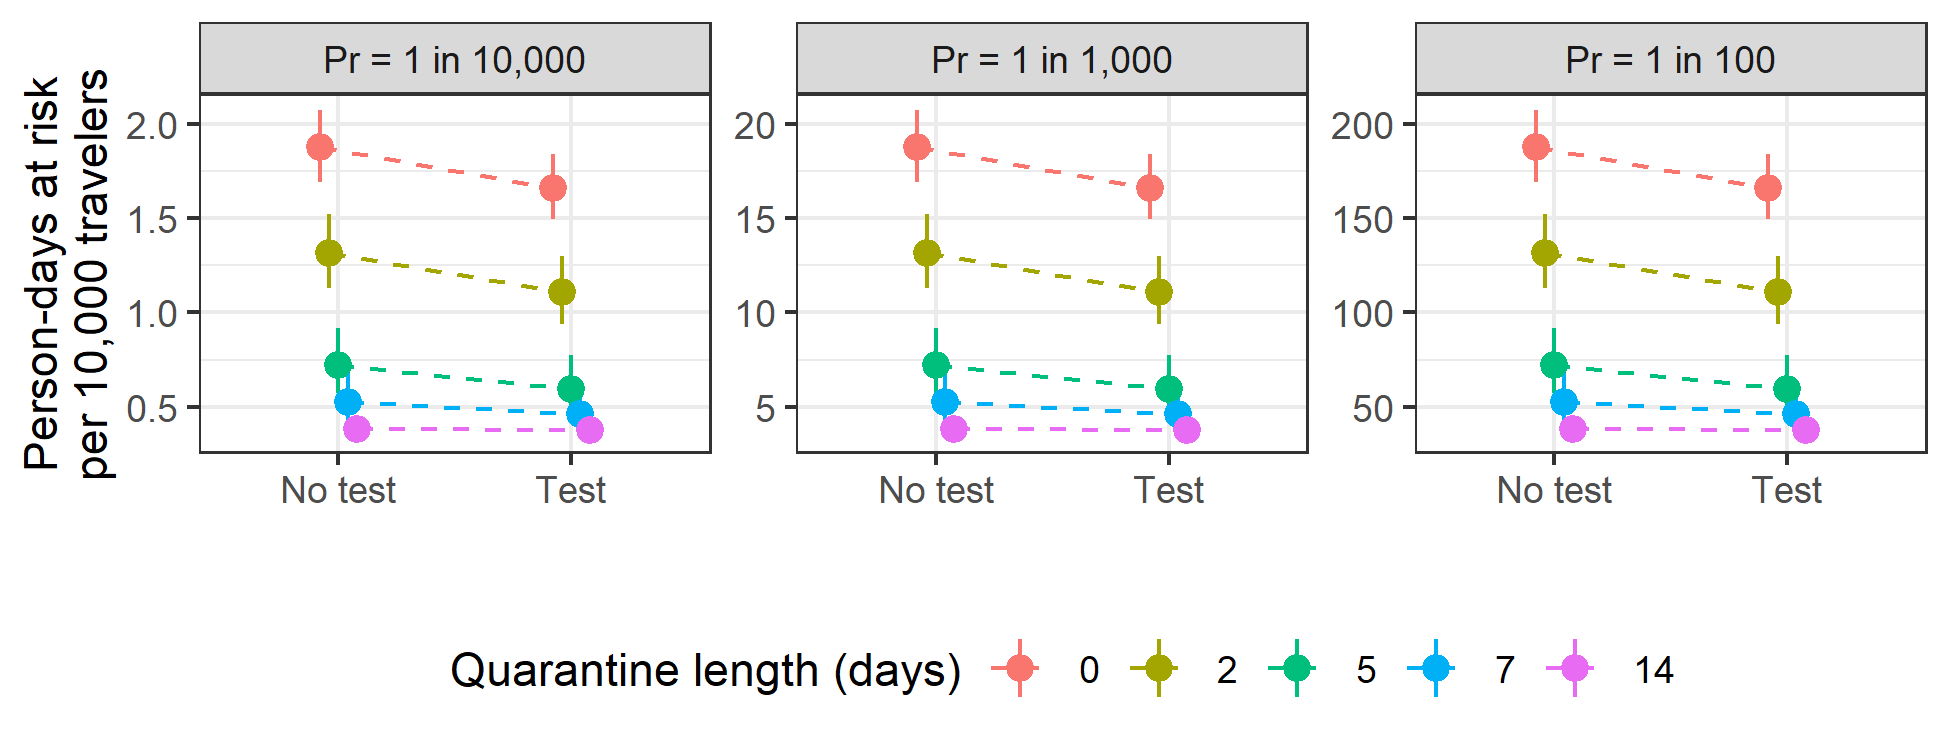 Person-days at risk
per 10,000 travelers
Pr = 1 in 10,000
2.0
1.5
1.0
0.5
No test Test
Pr = 1 in 1,000
20
15
10
5
No test Test
Pr = 1 in 100
200
150
100
50
No test Test
Quarantine length (days) 0 2 5 7 14